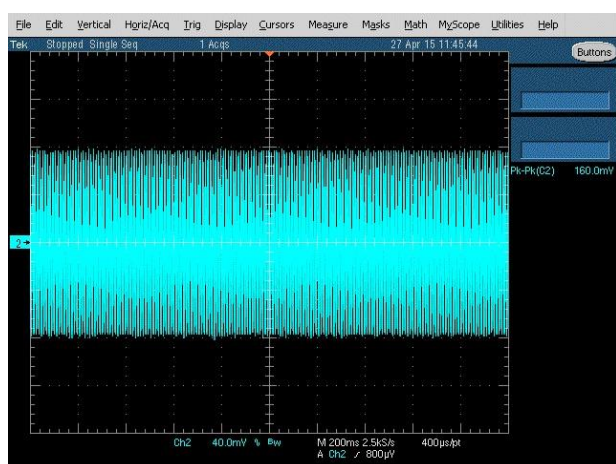 File Edit Vertical Horiz/Acq Trig Display Cursors Measure Masks Math MyScope Utilities Help
Tek Stopped Single Seq 1 Acqs 27 Apr 15 11:45:44 Buttons
Pk-Pk(C2) 160.0mV
2
Ch2 40.0mV % Bw M 200ms 2.5kS/s 400µs/pt
A Ch2 / 800µV